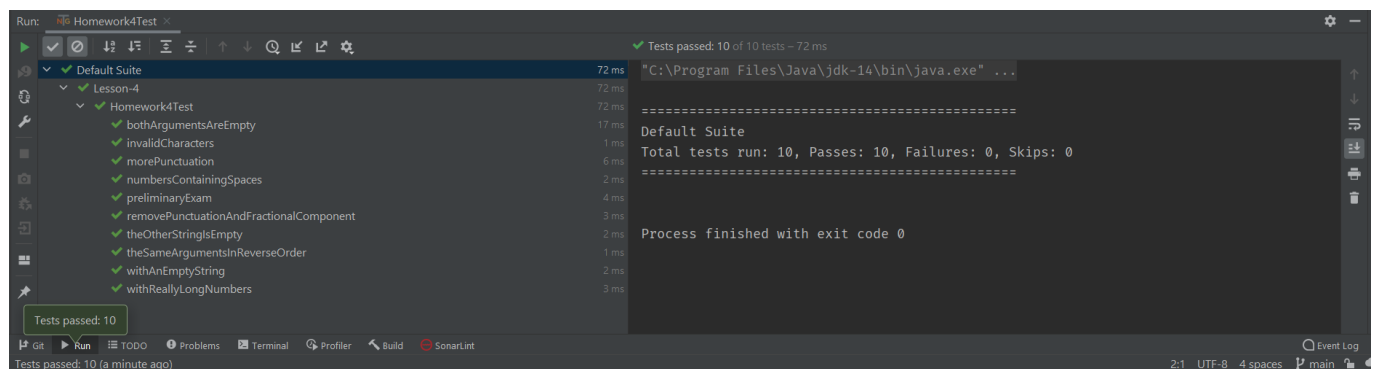 Run: Homework4Test
Tests passed: 10 of 10 tests – 72 ms
Default Suite 72 ms
Lesson-4 72 ms
Homework4Test 72 ms
bothArgumentsAreEmpty 17 ms
invalidCharacters 1 ms
morePunctuation 6 ms
numbersContainingSpaces 2 ms
preliminaryExam 4 ms
removePunctuationAndFractionalComponent 3 ms
theOtherStringIsEmpty 2 ms
theSameArgumentsInReverseOrder 1 ms
withAnEmptyString 2 ms
withReallyLongNumbers 3 ms
"C:\Program Files\Java\jdk-14\bin\java.exe" ...
===============================================
Default Suite
Total tests run: 10, Passes: 10, Failures: 0, Skips: 0
===============================================
Process finished with exit code 0
Tests passed: 10
Git Run TODO Problems Terminal Profiler Build SonarLint Event Log
Tests passed: 10 (a minute ago) 2:1 UTF-8 4 spaces main